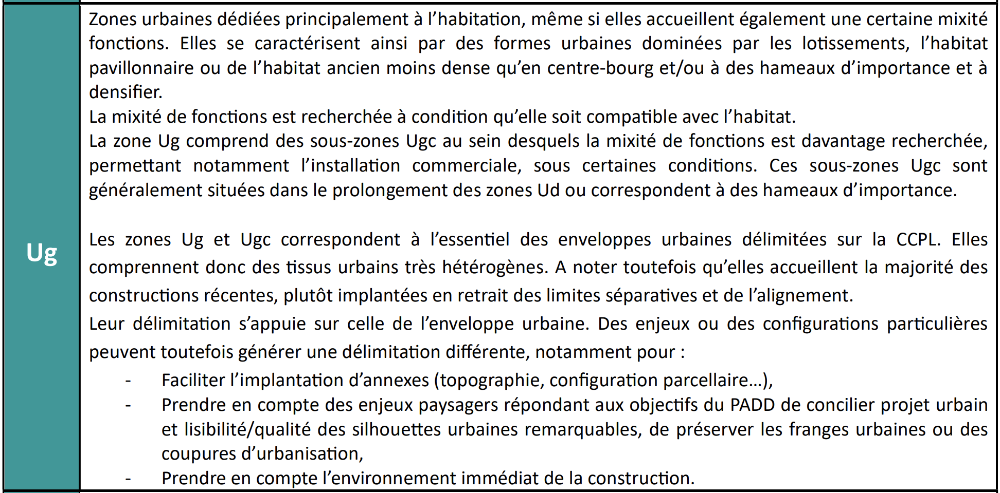 Zones urbaines dédiées principalement à l’habitation, même si elles accueillent également une certaine mixité
fonctions. Elles se caractérisent ainsi par des formes urbaines dominées par les lotissements, l’habitat
pavillonnaire ou de l’habitat ancien moins dense qu’en centre-bourg et/ou à des hameaux d’importance et à
densifier.
La mixité de fonctions est recherchée à condition qu’elle soit compatible avec l’habitat.
La zone Ug comprend des sous-zones Ugc au sein desquels la mixité de fonctions est davantage recherchée,
permettant notamment l’installation commerciale, sous certaines conditions. Ces sous-zones Ugc sont
généralement situées dans le prolongement des zones Ud ou correspondent à des hameaux d’importance.
Ug
Les zones Ug et Ugc correspondent à l’essentiel des enveloppes urbaines délimitées sur la CCPL. Elles
comprennent donc des tissus urbains très hétérogènes. A noter toutefois qu’elles accueillent la majorité des
constructions récentes, plutôt implantées en retrait des limites séparatives et de l’alignement.
Leur délimitation s’appuie sur celle de l’enveloppe urbaine. Des enjeux ou des configurations particulières
peuvent toutefois générer une délimitation différente, notamment pour :
- Faciliter l’implantation d’annexes (topographie, configuration parcellaire…),
- Prendre en compte des enjeux paysagers répondant aux objectifs du PADD de concilier projet urbain
et lisibilité/qualité des silhouettes urbaines remarquables, de préserver les franges urbaines ou des
coupures d’urbanisation,
- Prendre en compte l’environnement immédiat de la construction.